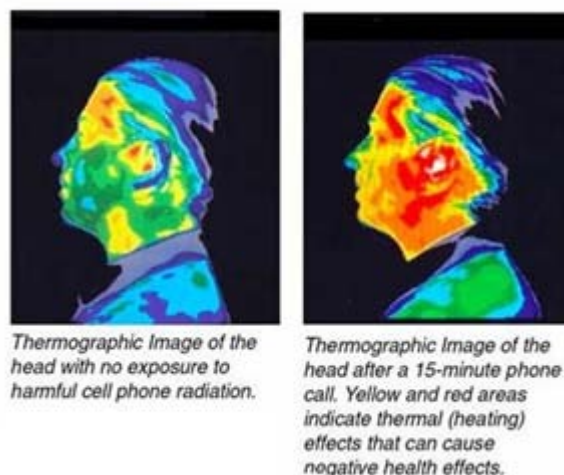 Thermographic Image of the
head with no exposure to
harmful cell phone radiation.
Thermographic Image of the
head after a 15-minute phone
call. Yellow and red areas
indicate thermal (heating)
effects that can cause
negative health effects.